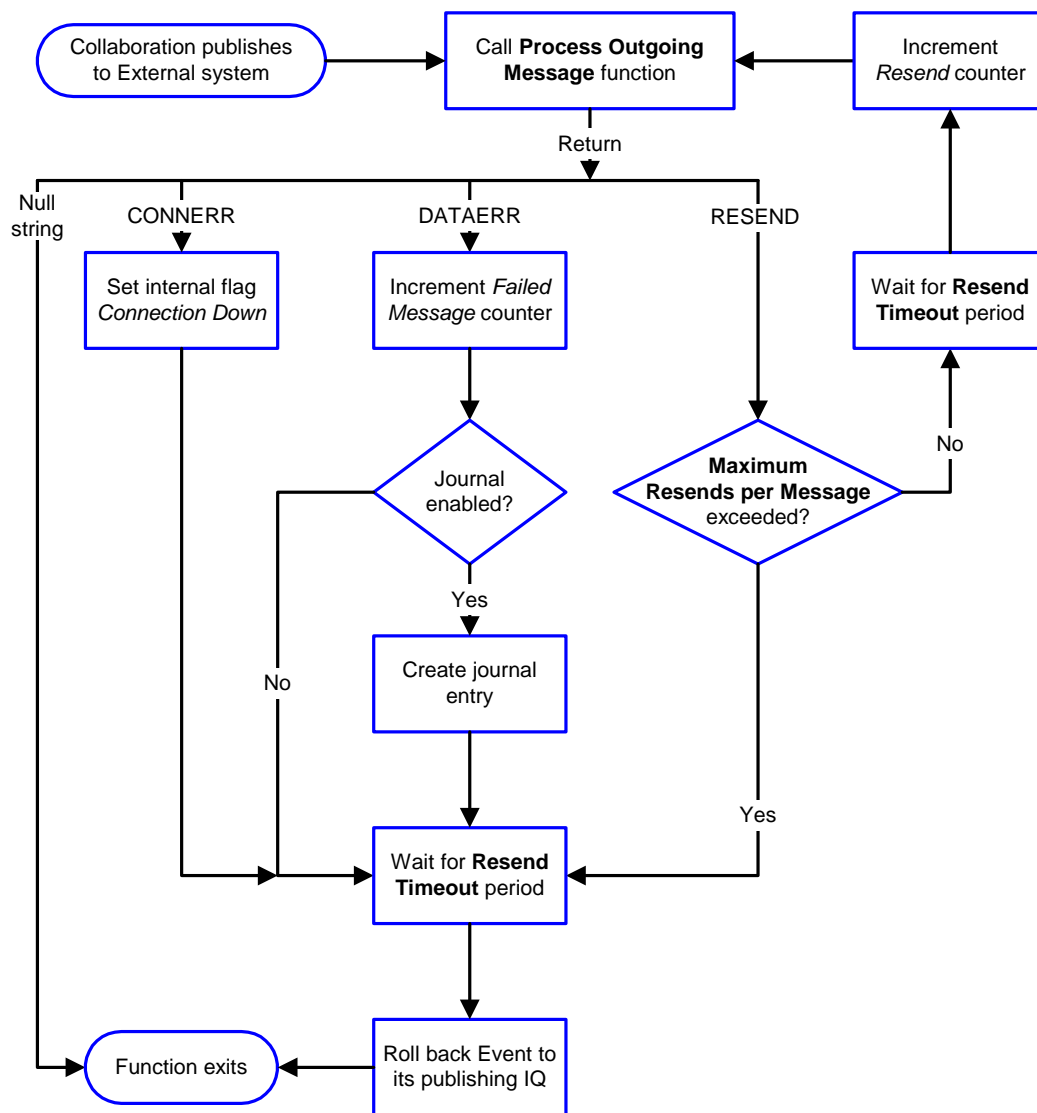 Collaboration publishes
to External system
Call Process Outgoing
Message function
Increment
Resend counter
Return
Null
string
CONNERR
DATAERR
RESEND
Set internal flag
Connection Down
Increment Failed
Message counter
Wait for Resend
Timeout period
No
Journal
enabled?
Maximum
Resends per Message
exceeded?
Yes
No
Create journal
entry
Yes
Wait for Resend
Timeout period
Function exits
Roll back Event to
its publishing IQ